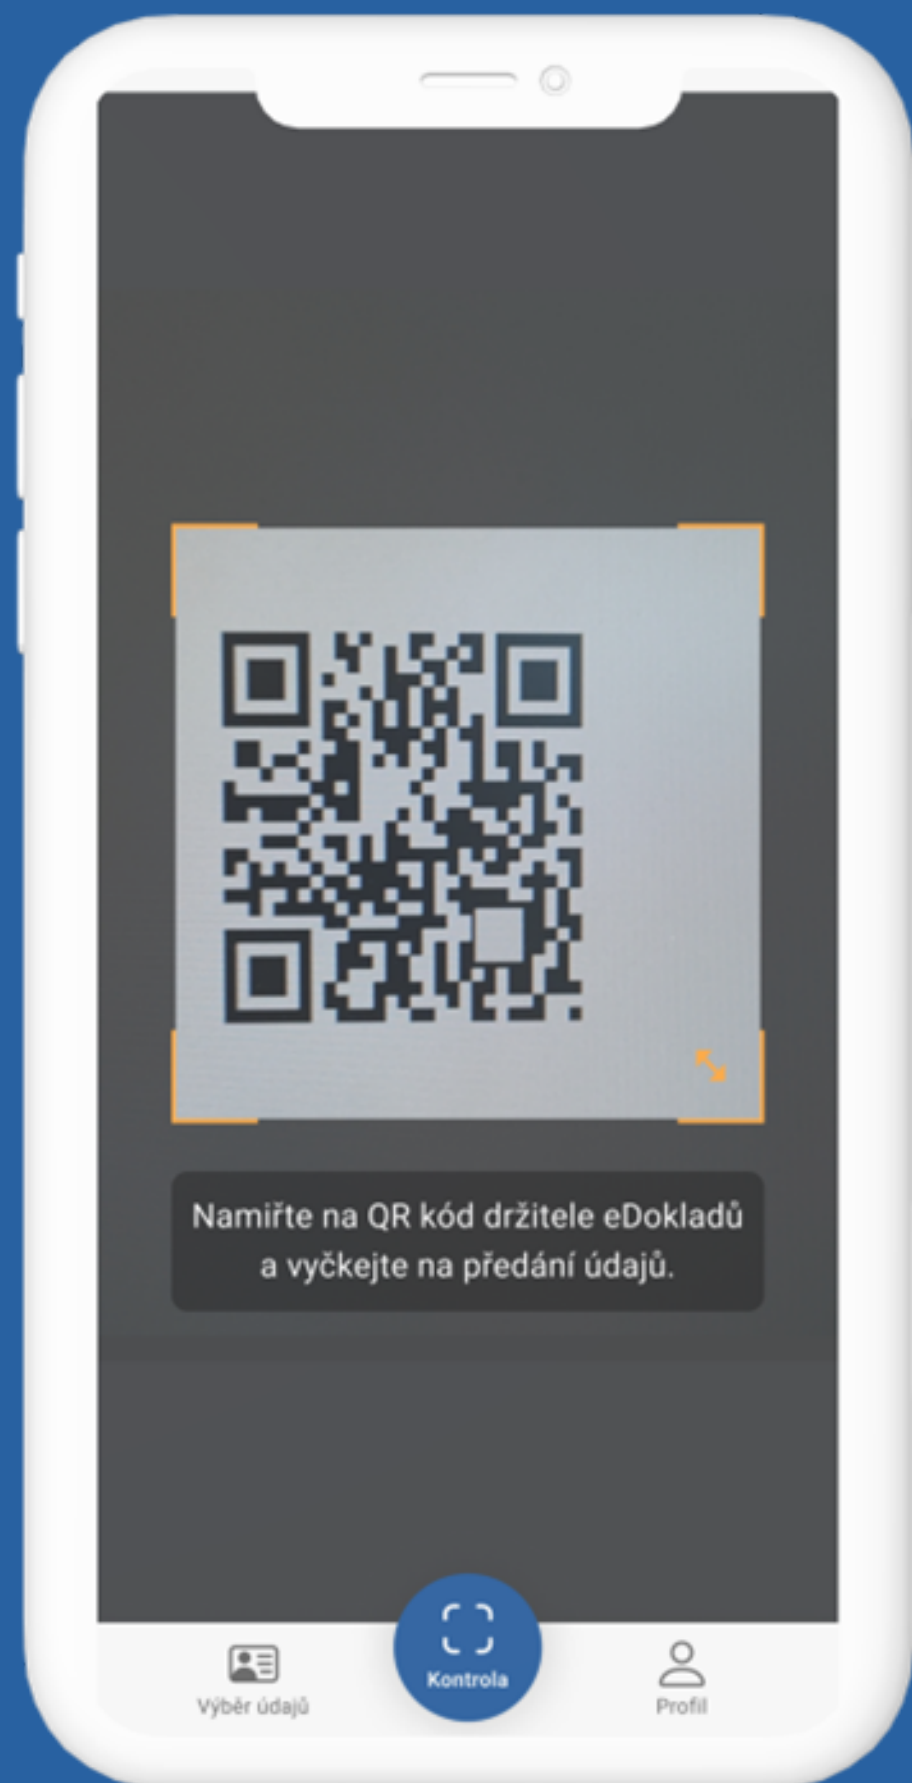 Namiřte na QR kód držitele eDokladů
a vyčkejte na předání údajů.
Výběr údajů
Kontrola
Profil